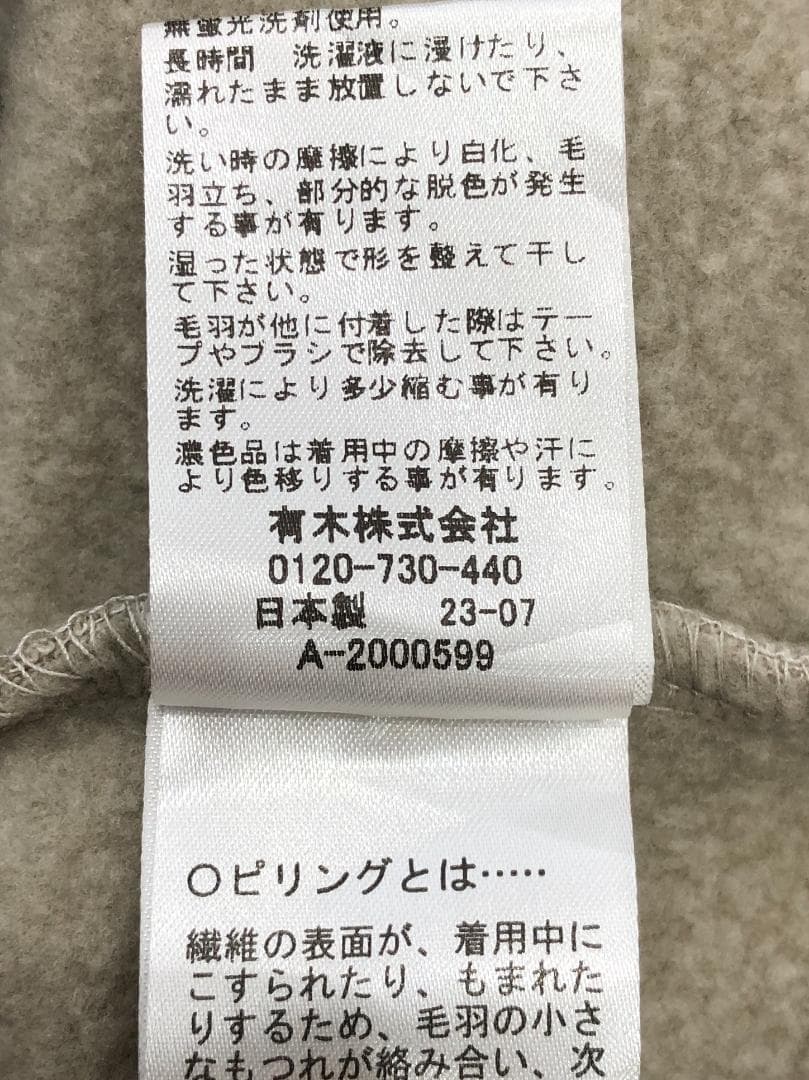 無蛍光洗剤使用。
長時間　洗濯液に漫けたり、
濡れたまま放置しないで下さ
い。
洗い時の摩擦により白化、毛
羽立ち、部分的な脱色が発生
する事が有ります。
湿った状態で形を整えて干し
て下さい。
毛羽が他に付着した際はテー
プやブラシで除去して下さい。
洗濯により多少縮む事が有り
ます。
濃色品は着用中の摩擦や汗に
より色移りする事が有ります。
有木株式会社
0120-730-440
日本製　23-07
A-2000599
〇ピリングとは‥‥‥
繊維の表面が、着用中に
こすられたり、もまれた
りするため、毛羽の小さ
なもつれが絡み合い、次